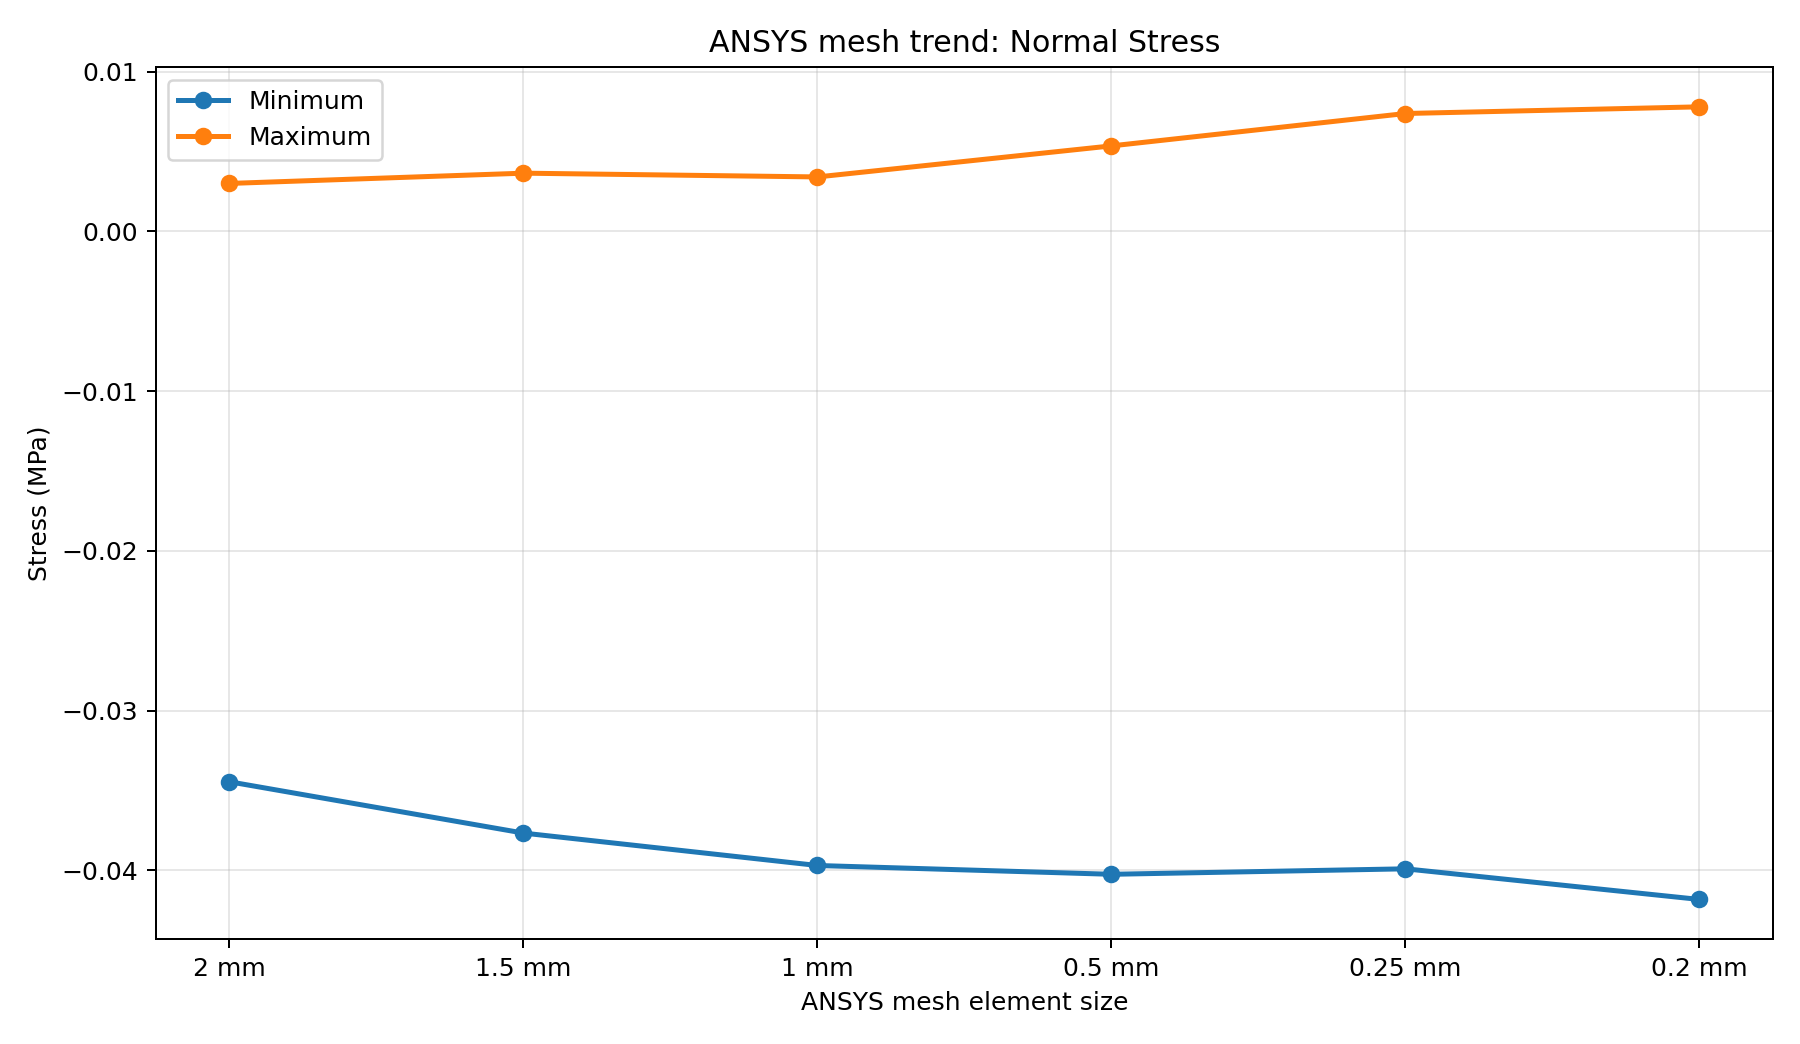 ANSYS mesh trend: Normal Stress
Minimum
Maximum
0.01
0.00
−0.01
−0.02
−0.03
−0.04
Stress (MPa)
2 mm 1.5 mm 1 mm 0.5 mm 0.25 mm 0.2 mm
ANSYS mesh element size